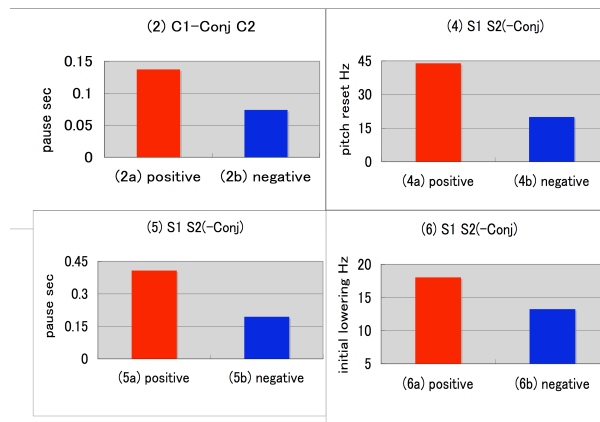 (2) C1-Conj C2
pause sec
0.15
0.1
0.05
0
(2a) positive
(2b) negative
(4) S1 S2(-Conj)
pitch reset Hz
45
30
15
0
(4a) positive
(4b) negative
(5) S1 S2(-Conj)
pause sec
0.45
0.3
0.15
0
(5a) positive
(5b) negative
(6) S1 S2(-Conj)
initial lowering Hz
20
15
10
5
(6a) positive
(6b) negative